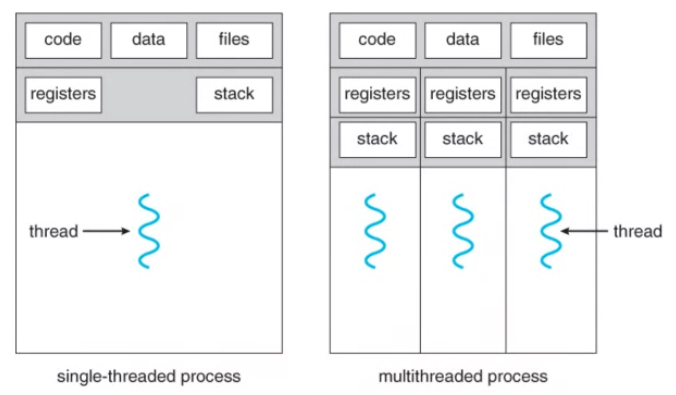 code data files
registers stack
thread
single-threaded process
code data files
registers registers registers
stack stack stack
thread
multithreaded process